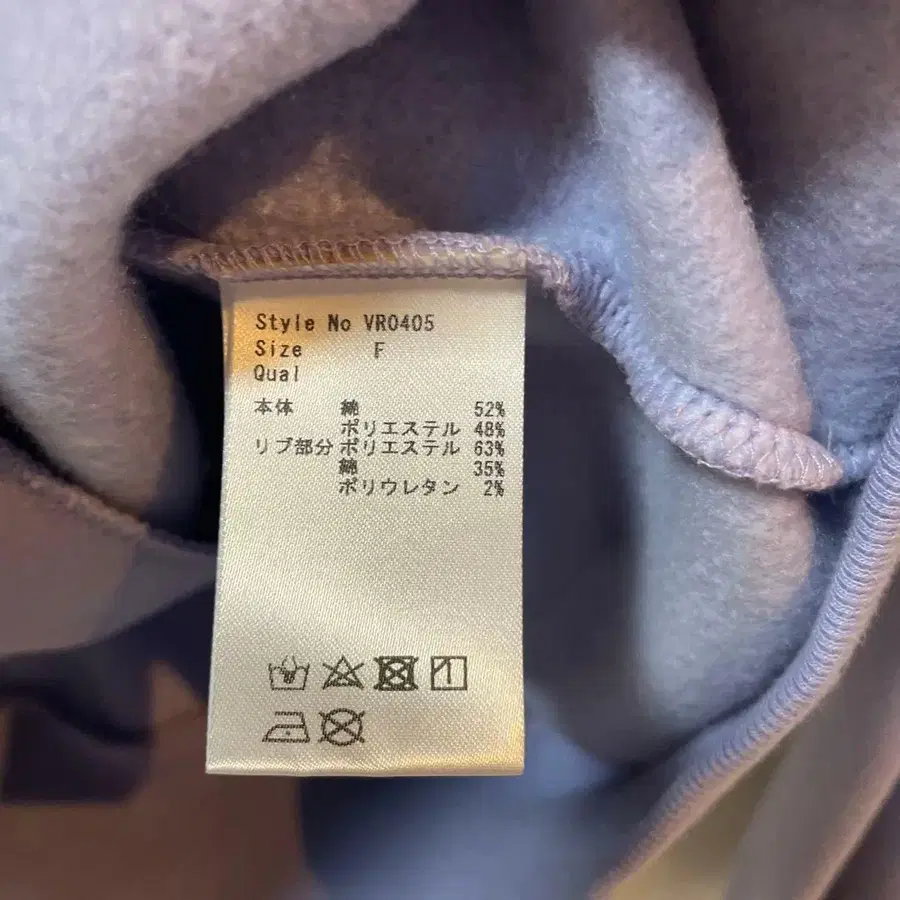 Style No VR0405
Size F
Qual
本体 綿 52%
ポリエステル 48%
リブ部分 ポリエステル 63%
綿 35%
ポリウレタン 2%